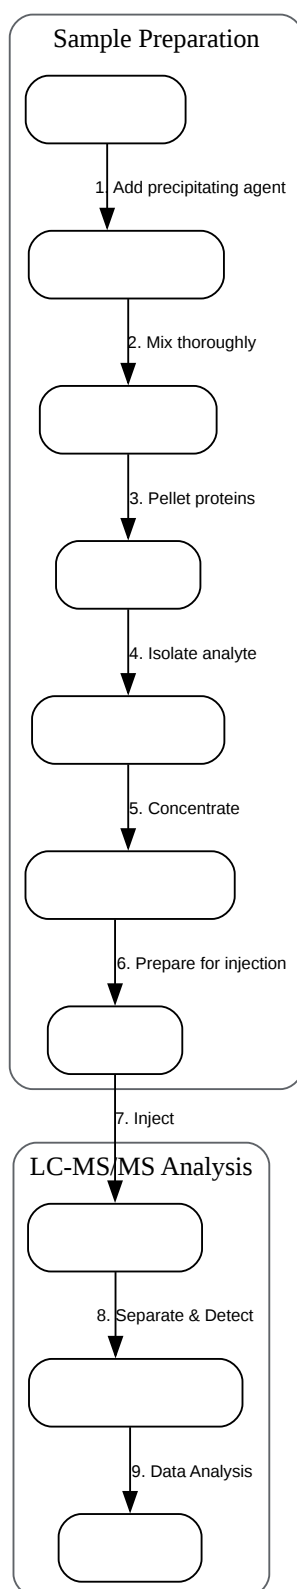 Sample Preparation
1. Add precipitating agent
2. Mix thoroughly
3. Pellet proteins
4. Isolate analyte
5. Concentrate
6. Prepare for injection
7. Inject
LC-MS/MS Analysis
8. Separate & Detect
9. Data Analysis